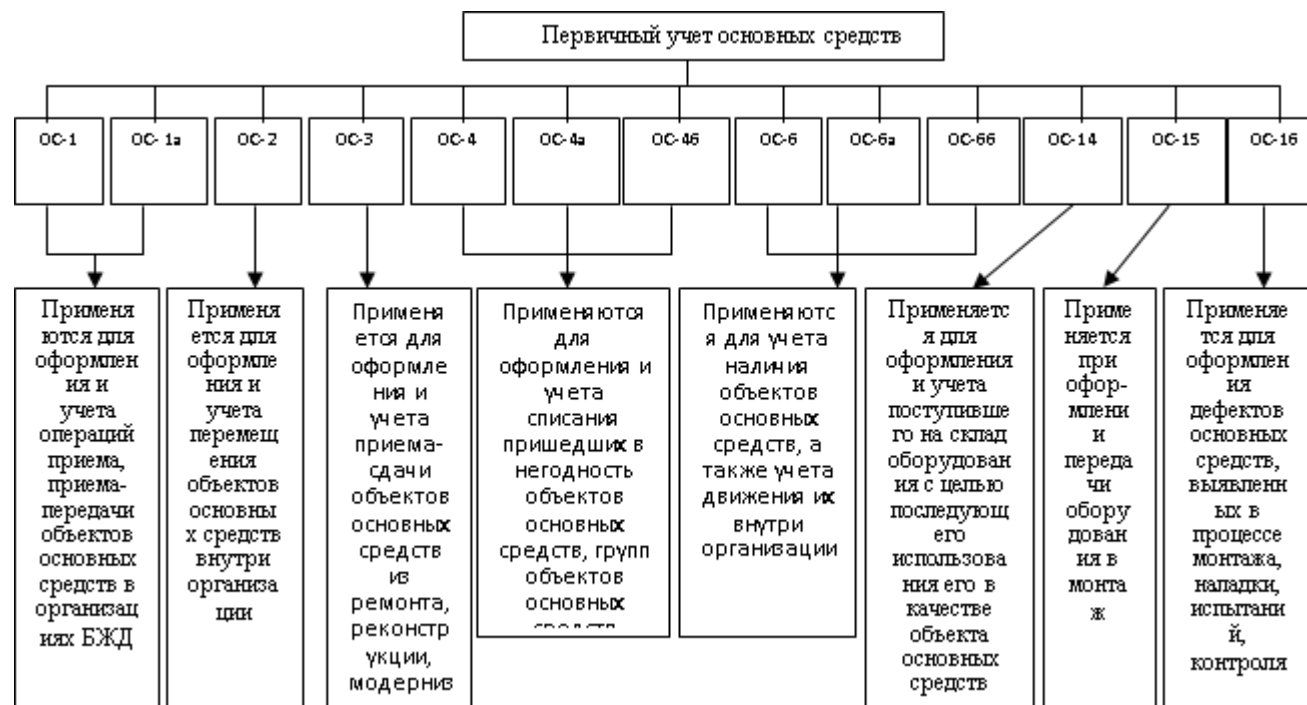 Первичный учет основных средств
ОС-1
ОС- 1а
ОС-2
ОС-3
ОС-4
ОС-4а
ОС-4б
ОС-6
ОС-6а
ОС-6б
ОС-14
ОС-15
ОС-16
Применя
ются для
оформлен
ия и
учета
операций
приема,
приема-
передачи
объектов
основных
средств в
организац
иях БЖД
Применя
ется для
оформле
ния и
учета
перемещ
ения
объектов
основны
х средств
внутри
организа
ции
Применя
ется для
оформле
ния и
учета
приема-
сдачи
объектов
основных
средств
из
ремонта,
реконстр
укции,
модерниз
Применяются
для
оформления и
учета
списания
пришедших в
негодность
объектов
основных
средств, групп
объектов
основных
средств
Применяютс
я для учета
наличия
объектов
основных
средств, а
также учета
движения их
внутри
организации
Применяетс
я для
оформления
и учета
поступивше
го на склад
оборудован
ия с целью
последующ
его
использова
ния его в
качестве
объекта
основных
средств
Приме
няется
при
офор-
млени
и
переда
чи
обору
дован
ия в
монта
ж
Применяе
тся для
оформлен
ия
дефектов
основных
средств,
выявленн
ых в
процессе
монтажа,
наладки,
испытани
й,
контроля